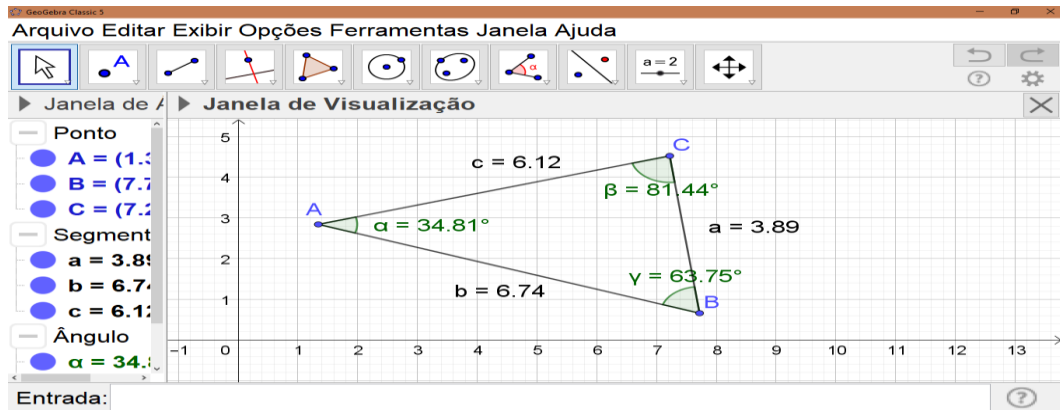 GeoGebra Classic 5
Arquivo Editar Exibir Opções Ferramentas Janela Ajuda
A
α
a = 2
Janela de A
Janela de Visualização
Ponto
A = (1.3
B = (7.7
C = (7.2
Segment
a = 3.89
b = 6.74
c = 6.12
Ângulo
α = 34.8
5
4
3
2
1
-1 0 1 2 3 4 5 6 7 8 9 10 11 12 13
c = 6.12
C
β = 81.44°
A
α = 34.81°
a = 3.89
γ = 63.75°
b = 6.74
B
Entrada: